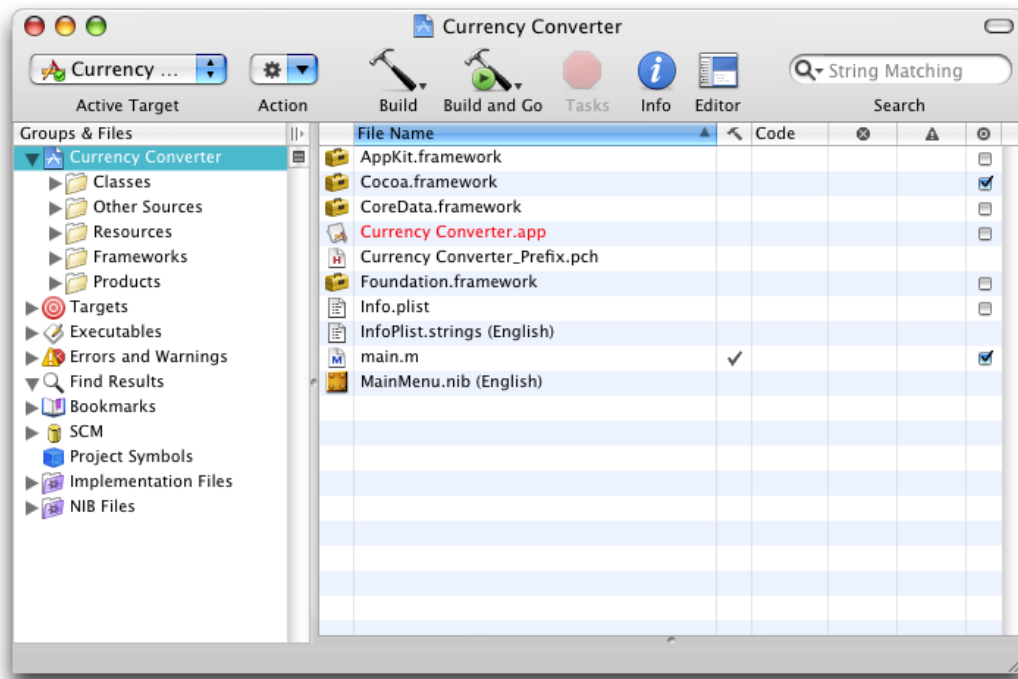 Currency Converter
Currency ...
String Matching
Active Target
Action
Build
Build and Go
Tasks
Info
Editor
Search
Groups & Files
Currency Converter
Classes
Other Sources
Resources
Frameworks
Products
Targets
Executables
Errors and Warnings
Find Results
Bookmarks
SCM
Project Symbols
Implementation Files
NIB Files
File Name
Code
AppKit.framework
Cocoa.framework
CoreData.framework
Currency Converter.app
Currency Converter_Prefix.pch
Foundation.framework
Info.plist
InfoPlist.strings (English)
main.m
MainMenu.nib (English)